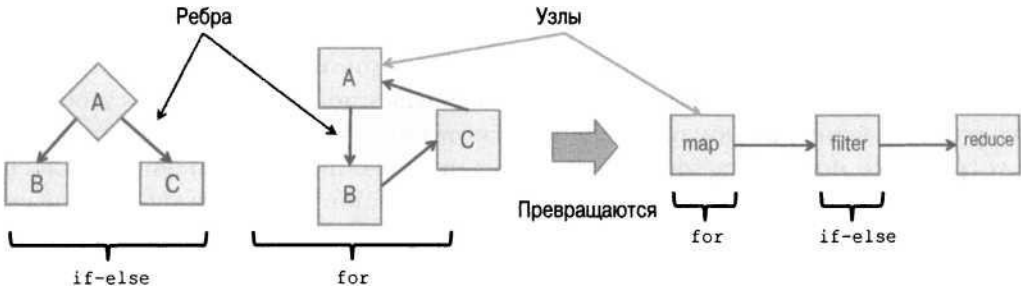 Ребра
Узлы
A
B
C
if-else
A
B
C
for
Превращаются
map
filter
reduce
for
if-else